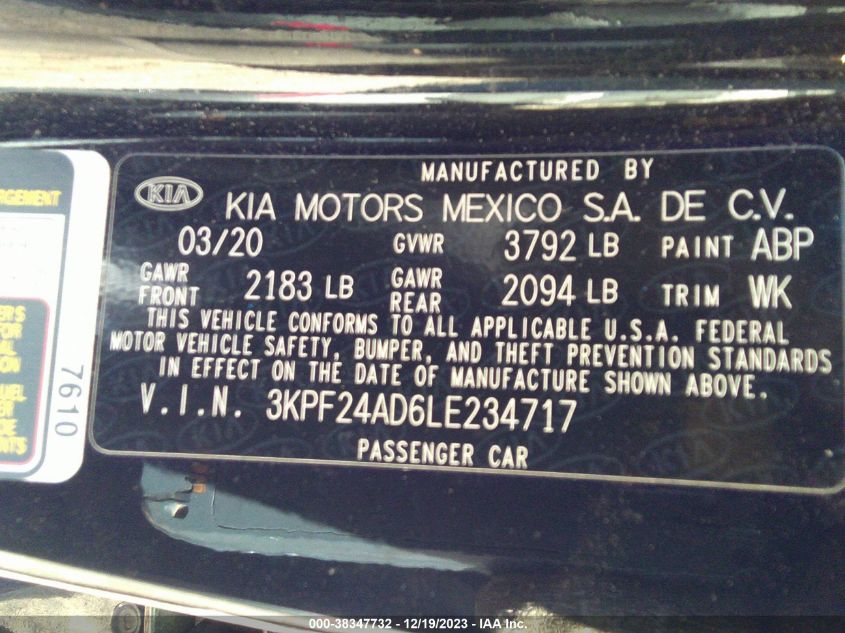 MANUFACTURED BY
KIA KIA MOTORS MEXICO S.A. DE C.V.
03/20 GVWR 3792 LB PAINT ABP
GAWR FRONT 2183 LB GAWR REAR 2094 LB TRIM WK
THIS VEHICLE CONFORMS TO ALL APPLICABLE U.S.A. FEDERAL
MOTOR VEHICLE SAFETY, BUMPER, AND THEFT PREVENTION STANDARDS
IN EFFECT ON THE DATE OF MANUFACTURE SHOWN ABOVE.
V.I.N. 3KPF24AD6LE234717
PASSENGER CAR
7610
000-38347732 - 12/19/2023 - IAA Inc.